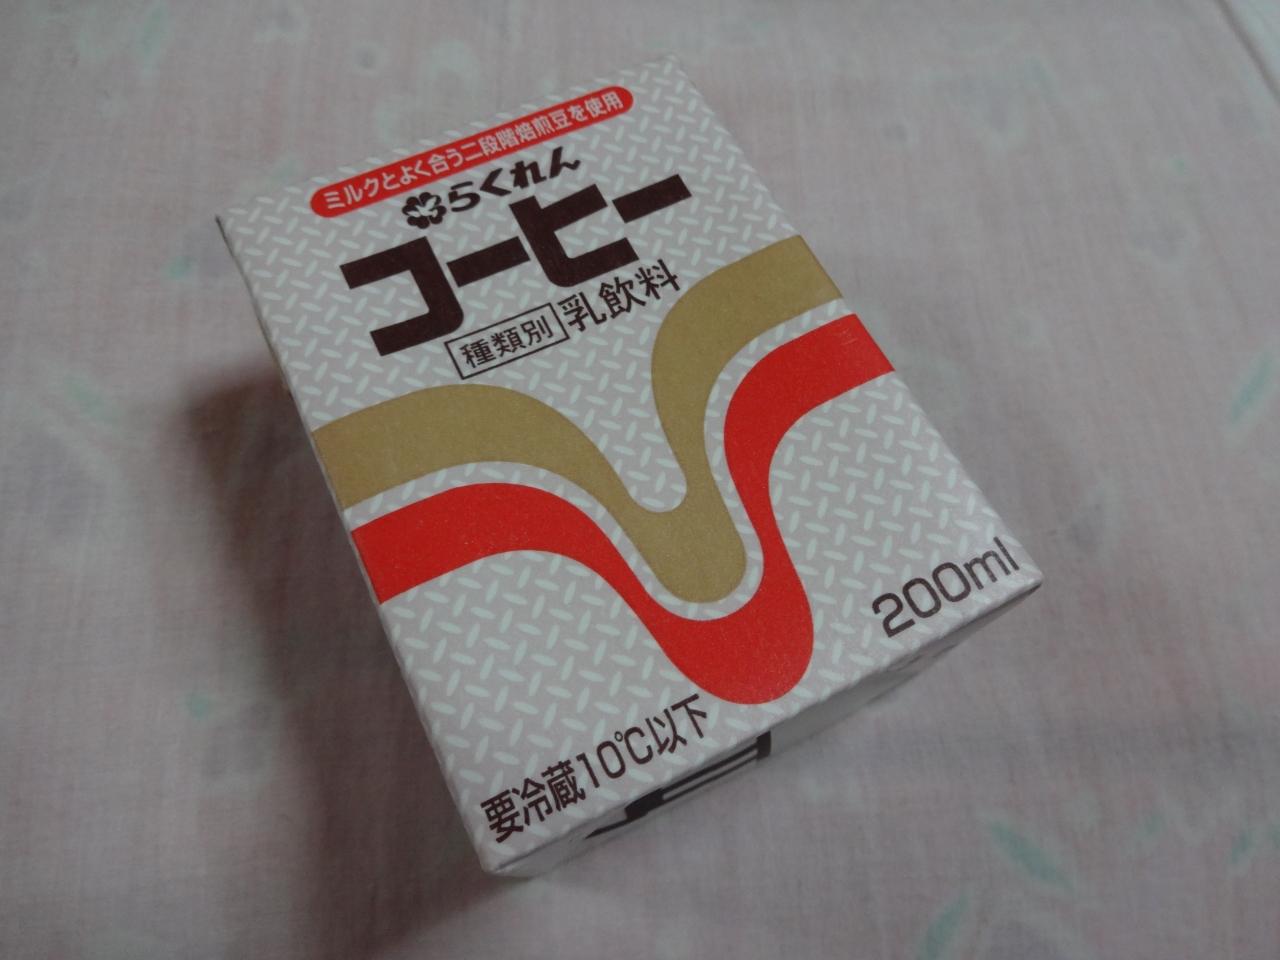 ミルクとよく合う二段階焙煎豆を使用
らくれん
コーヒー
種類別 乳飲料
200ml
要冷蔵10℃以下